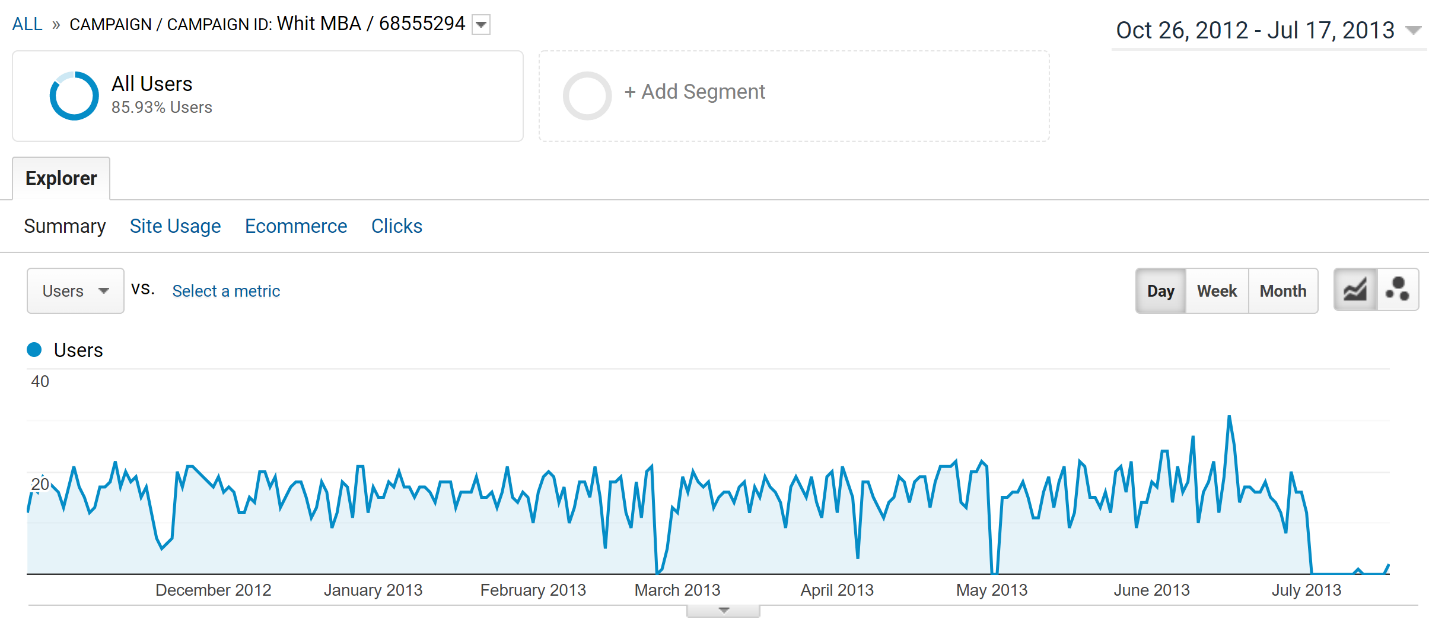 ALL » CAMPAIGN / CAMPAIGN ID: Whit MBA / 68555294
Oct 26, 2012 - Jul 17, 2013
All Users
85.93% Users
+ Add Segment
Explorer
Summary Site Usage Ecommerce Clicks
Users vs. Select a metric Day Week Month
Users
40
20
December 2012 January 2013 February 2013 March 2013 April 2013 May 2013 June 2013 July 2013